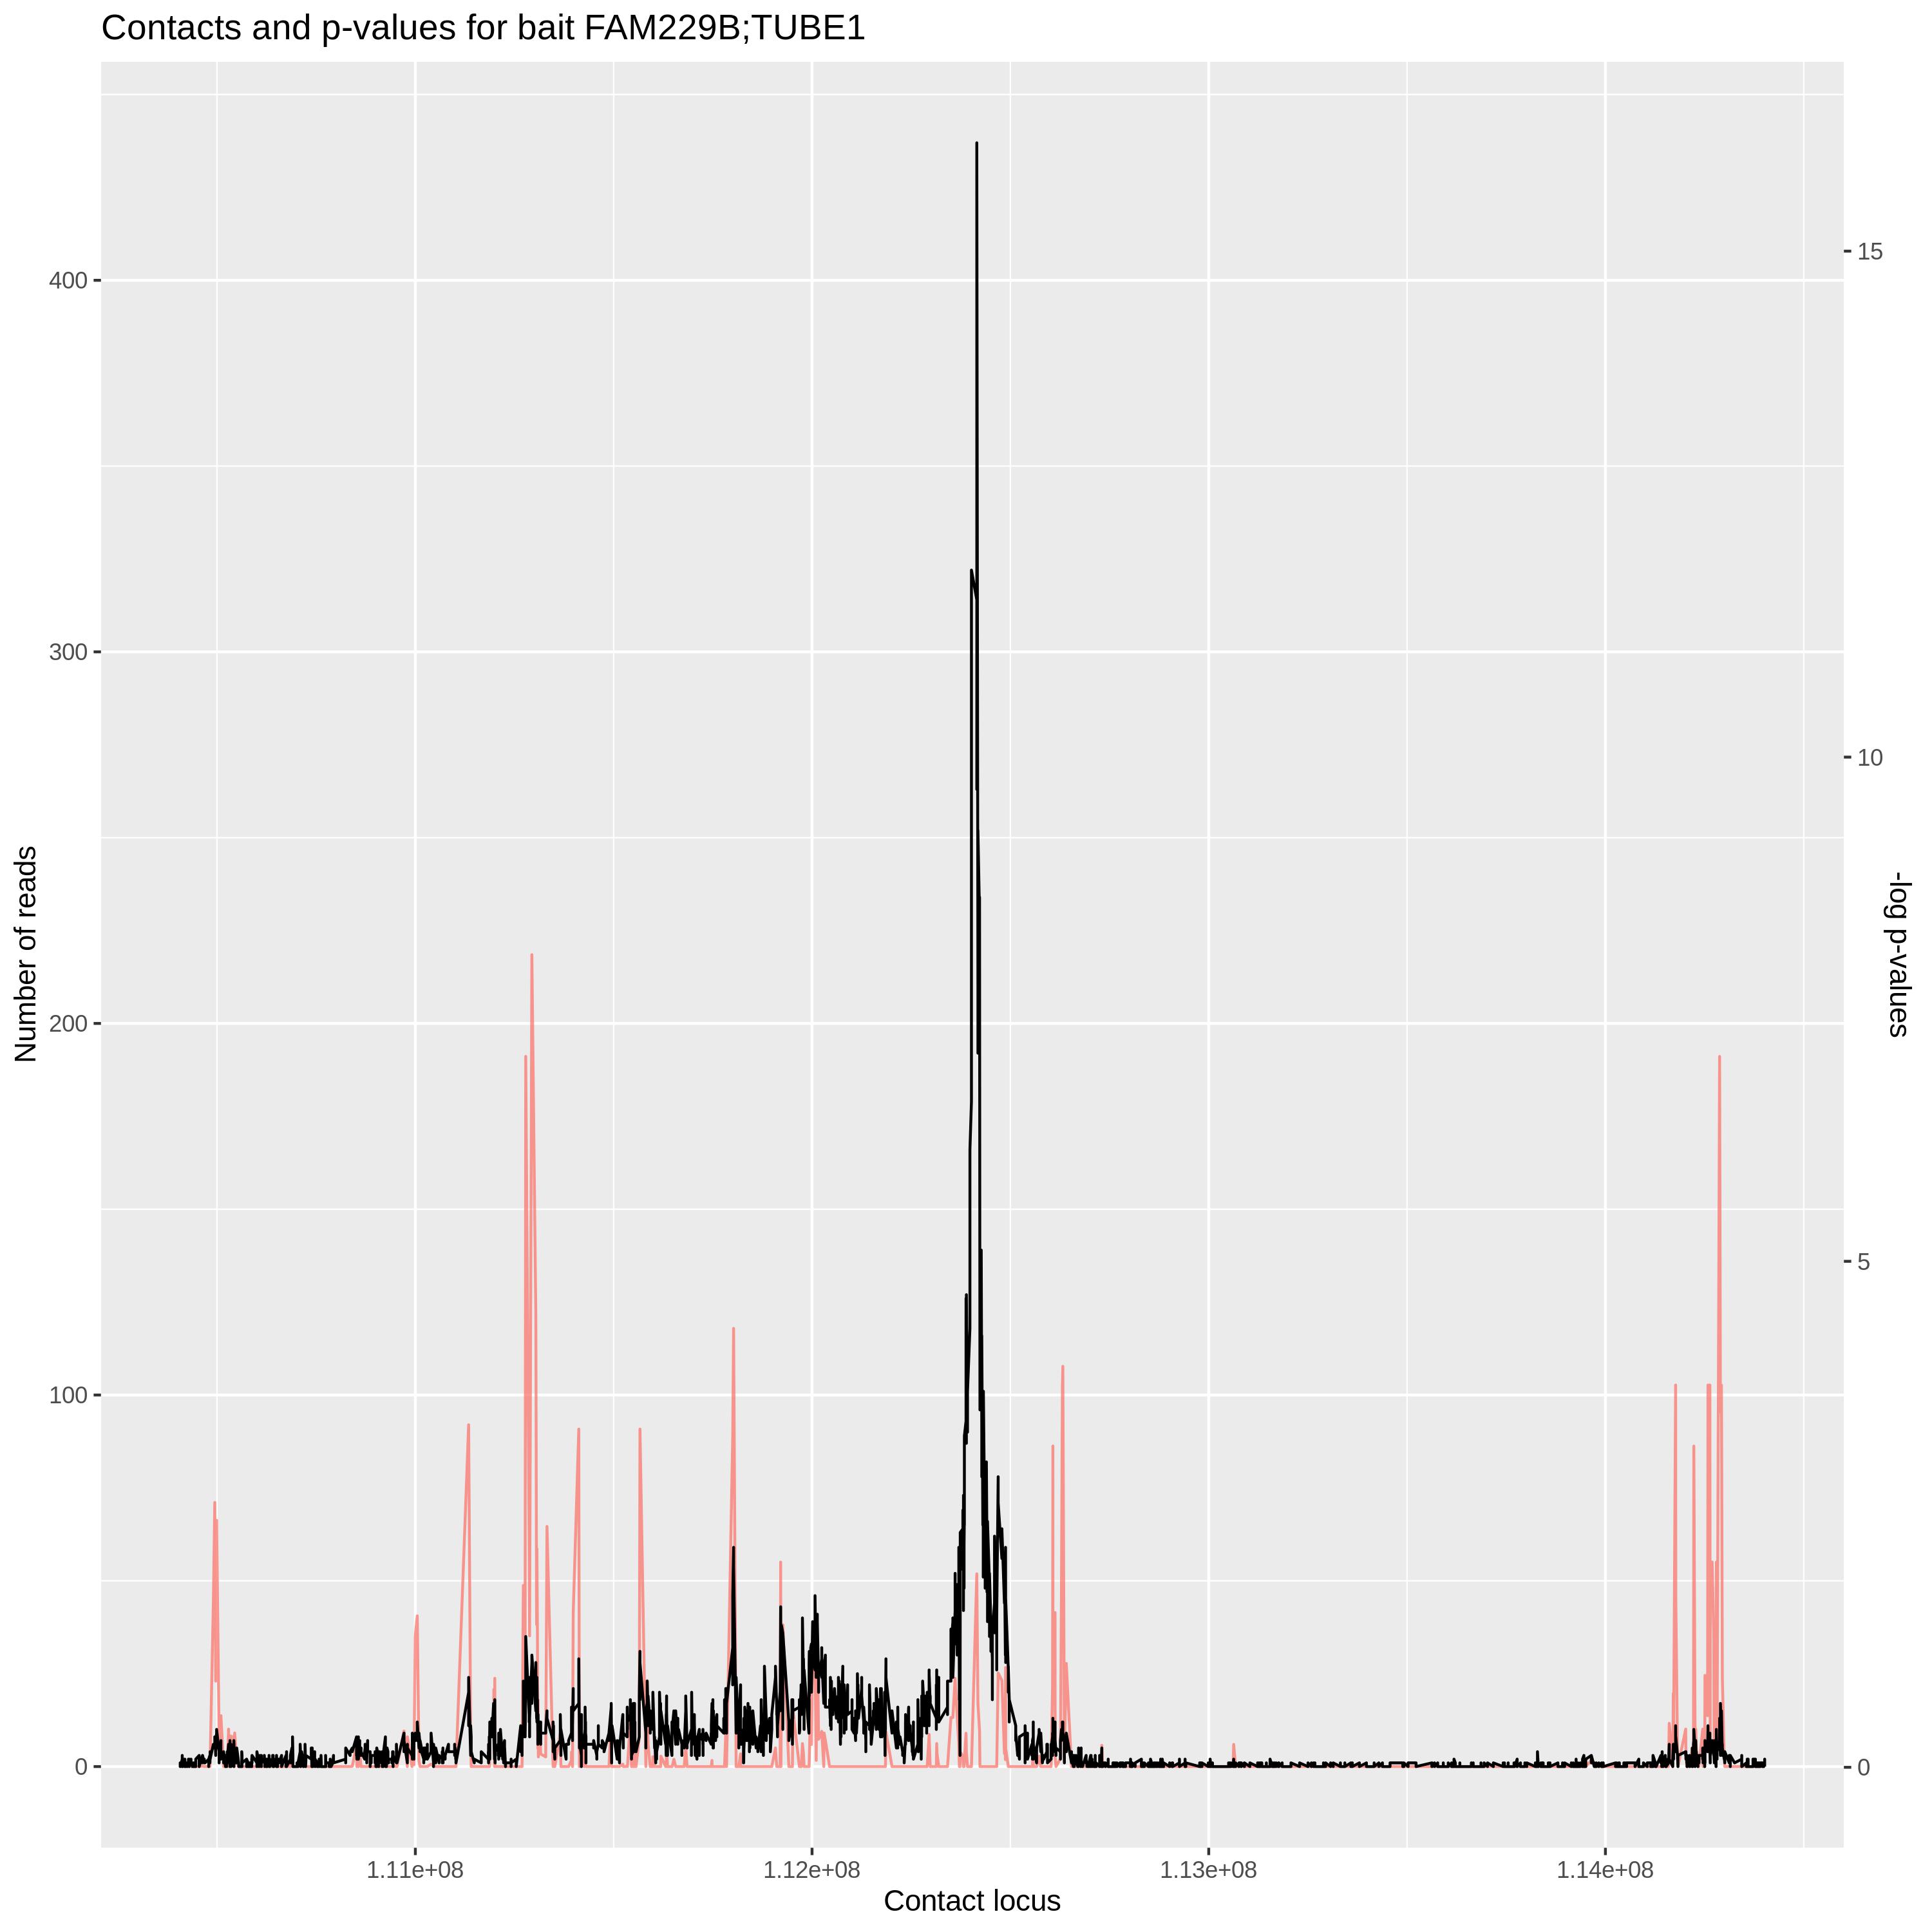 Contacts and p-values for bait FAM229B;TUBE1
400
300
200
100
0
Number of reads
15
10
5
0
-log p-values
1.11e+08
1.12e+08
1.13e+08
1.14e+08
Contact locus